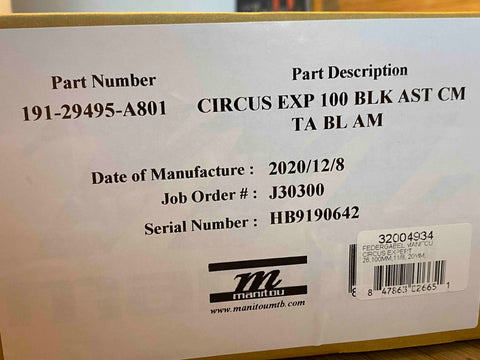 Part Number
191-29495-A801
Part Description
CIRCUS EXP 100 BLK AST CM
TA BL AM
Date of Manufacture : 2020/12/8
Job Order # : J30300
Serial Number : HB9190642
m
manitou
www.manitoumtb.com
32004934
FEDERGABEL MANITOU
CIRCUS EXPERT
26,100MM,11/8, 20MM,
8 47863 02665 1